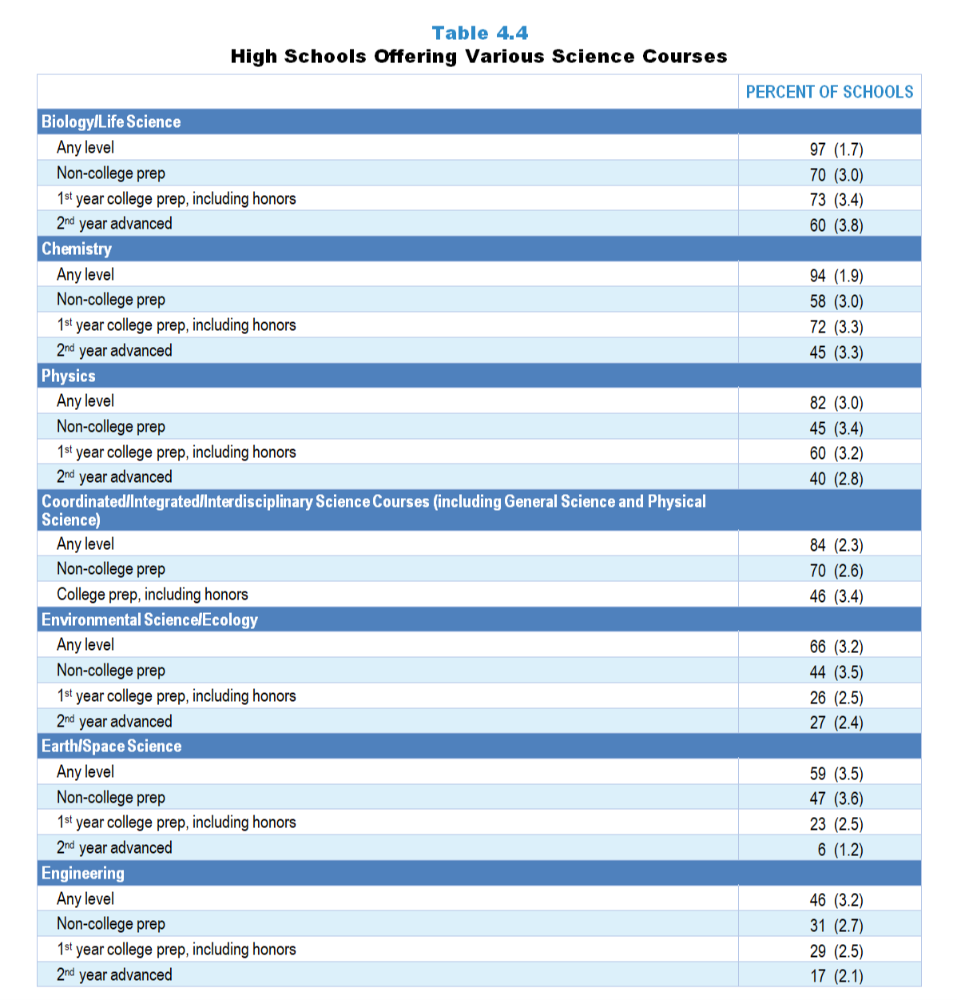 Table 4.4
High Schools Offering Various Science Courses
PERCENT OF SCHOOLS
Biology/Life Science
Any level 97 (1.7)
Non-college prep 70 (3.0)
1st year college prep, including honors 73 (3.4)
2nd year advanced 60 (3.8)
Chemistry
Any level 94 (1.9)
Non-college prep 58 (3.0)
1st year college prep, including honors 72 (3.3)
2nd year advanced 45 (3.3)
Physics
Any level 82 (3.0)
Non-college prep 45 (3.4)
1st year college prep, including honors 60 (3.2)
2nd year advanced 40 (2.8)
Coordinated/Integrated/Interdisciplinary Science Courses (including General Science and Physical
Science)
Any level 84 (2.3)
Non-college prep 70 (2.6)
College prep, including honors 46 (3.4)
Environmental Science/Ecology
Any level 66 (3.2)
Non-college prep 44 (3.5)
1st year college prep, including honors 26 (2.5)
2nd year advanced 27 (2.4)
Earth/Space Science
Any level 59 (3.5)
Non-college prep 47 (3.6)
1st year college prep, including honors 23 (2.5)
2nd year advanced 6 (1.2)
Engineering
Any level 46 (3.2)
Non-college prep 31 (2.7)
1st year college prep, including honors 29 (2.5)
2nd year advanced 17 (2.1)